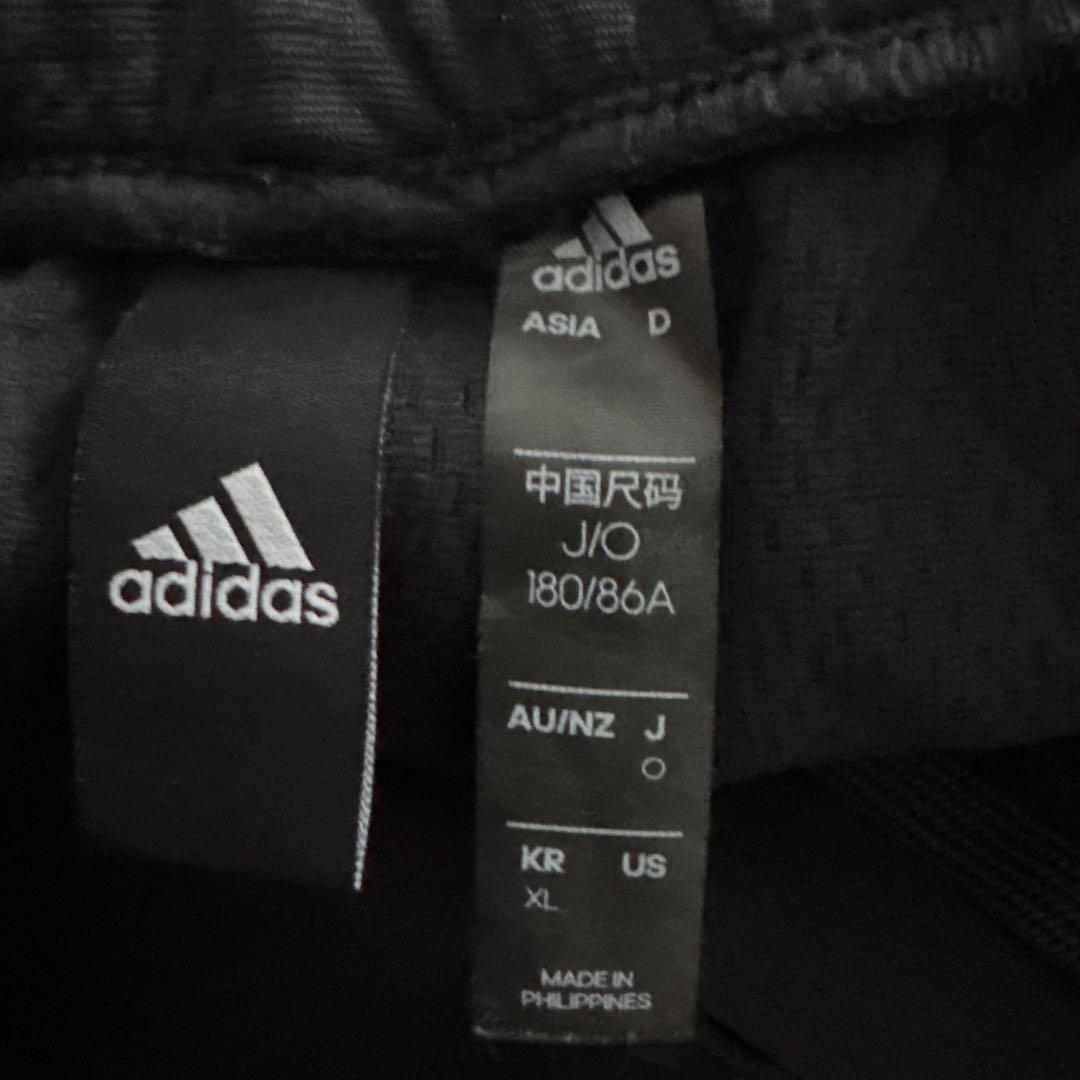 adidas
adidas
ASIA D
中国尺码
J/O
180/86A
AU/NZ J
O
KR US
XL
MADE IN
PHILIPPINES